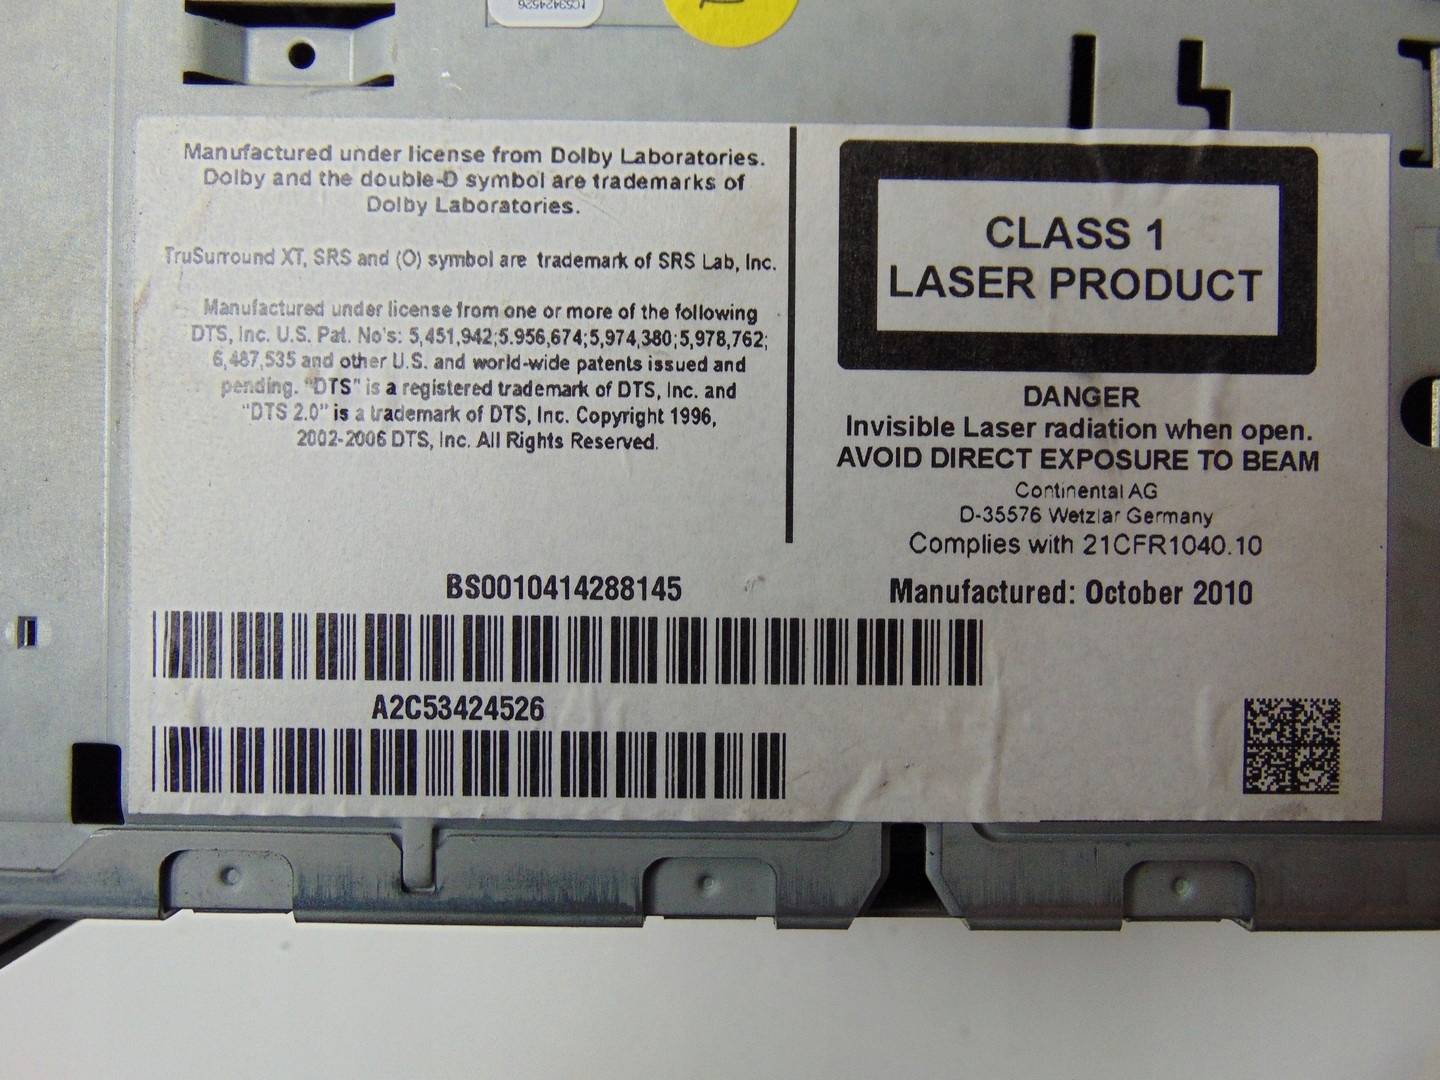 1C53424526
Manufactured under license from Dolby Laboratories.
Dolby and the double-D symbol are trademarks of
Dolby Laboratories.
TruSurround XT, SRS and (O) symbol are trademark of SRS Lab, Inc.
Manufactured under license from one or more of the following
DTS, Inc. U.S. Pat. No's: 5,451,942;5.956,674;5,974,380;5,978,762;
6,487,535 and other U.S. and world-wide patents issued and
pending. "DTS" is a registered trademark of DTS, Inc. and
"DTS 2.0" is a trademark of DTS, Inc. Copyright 1996,
2002-2006 DTS, Inc. All Rights Reserved.
CLASS 1
LASER PRODUCT
DANGER
Invisible Laser radiation when open.
AVOID DIRECT EXPOSURE TO BEAM
Continental AG
D-35576 Wetzlar Germany
Complies with 21CFR1040.10
Manufactured: October 2010
BS0010414288145
A2C53424526